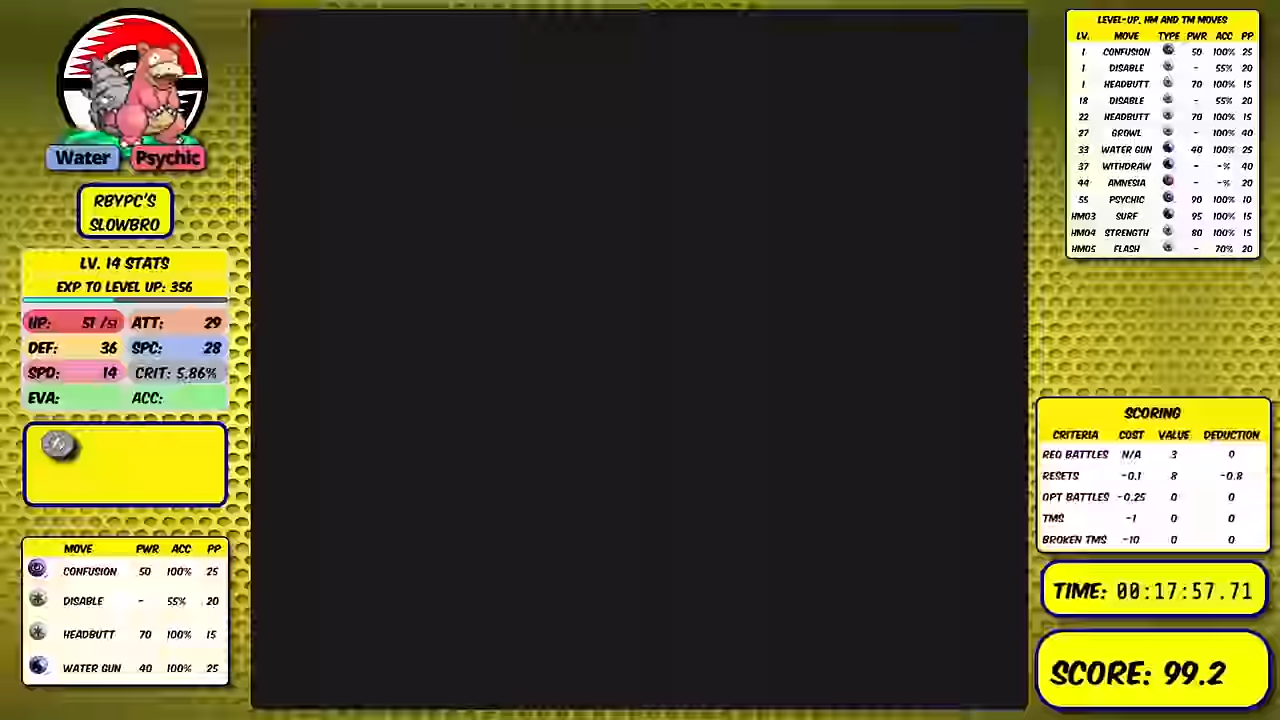 Water Psychic
RBYPC'S
SLOWBRO
LV. 14 STATS
EXP TO LEVEL UP: 356
HP: 51 /51 ATT: 29
DEF: 36 SPC: 28
SPD: 14 CRIT: 5.86%
EVA: ACC:
MOVE PWR ACC PP
CONFUSION 50 100% 25
DISABLE - 55% 20
HEADBUTT 70 100% 15
WATER GUN 40 100% 25
LEVEL-UP, HM AND TM MOVES
LV. MOVE TYPE PWR ACC PP
1 CONFUSION 50 100% 25
1 DISABLE - 55% 20
1 HEADBUTT 70 100% 15
18 DISABLE - 55% 20
22 HEADBUTT 70 100% 15
27 GROWL - 100% 40
33 WATER GUN 40 100% 25
37 WITHDRAW - -% 40
44 AMNESIA - -% 20
55 PSYCHIC 90 100% 10
HM03 SURF 95 100% 15
HM04 STRENGTH 80 100% 15
HM05 FLASH - 70% 20
SCORING
CRITERIA COST VALUE DEDUCTION
REQ BATTLES N/A 3 0
RESETS -0.1 8 -0.8
OPT BATTLES -0.25 0 0
TMS -1 0 0
BROKEN TMS -10 0 0
TIME: 00:17:57.71
SCORE: 99.2